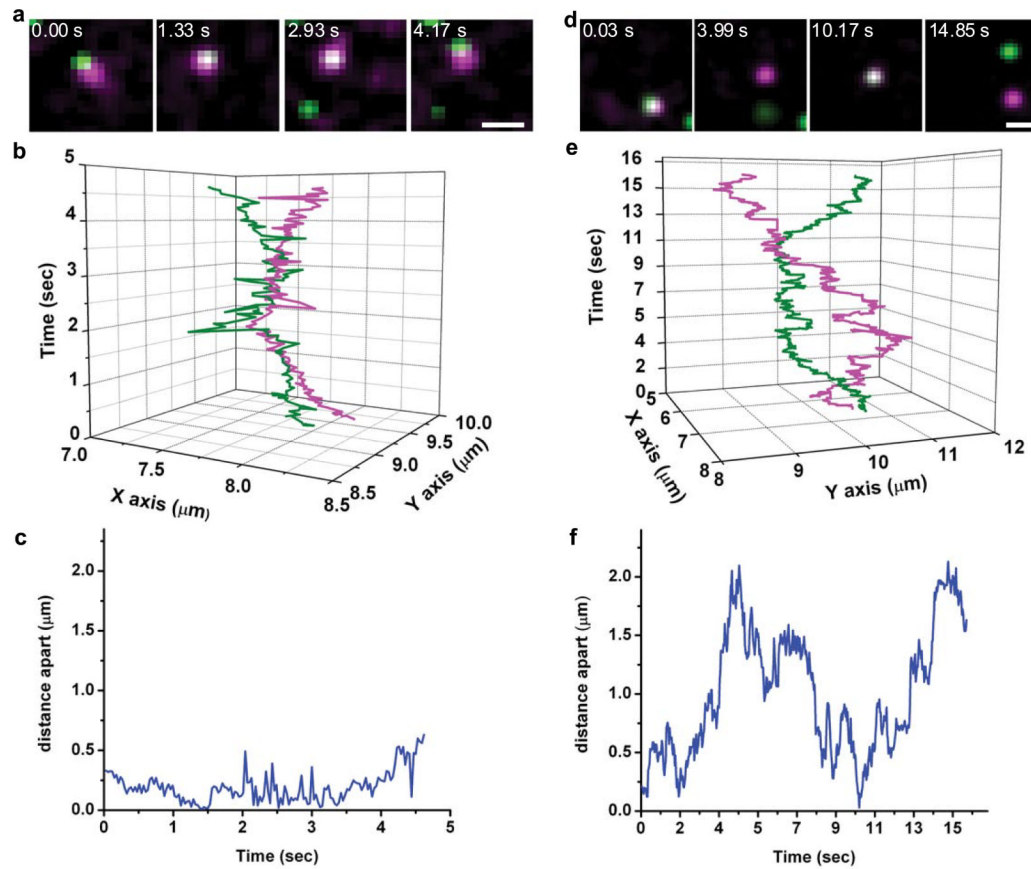 a
0.00 s
1.33 s
2.93 s
4.17 s
d
0.03 s
3.99 s
10.17 s
14.85 s
b
5
4
3
2
1
0
Time (sec)
7.0
7.5
8.0
8.5
X axis (μm)
8.5
9.0
9.5
10.0
Y axis (μm)
e
16
15
13
11
9
7
5
4
2
0
Time (sec)
5
6
7
8
X axis (μm)
8
9
10
11
12
Y axis (μm)
c
2.0
1.5
1.0
0.5
0.0
distance apart (μm)
0
1
2
3
4
5
Time (sec)
f
2.0
1.5
1.0
0.5
0.0
distance apart (μm)
0
2
4
5
7
9
11
13
15
Time (sec)